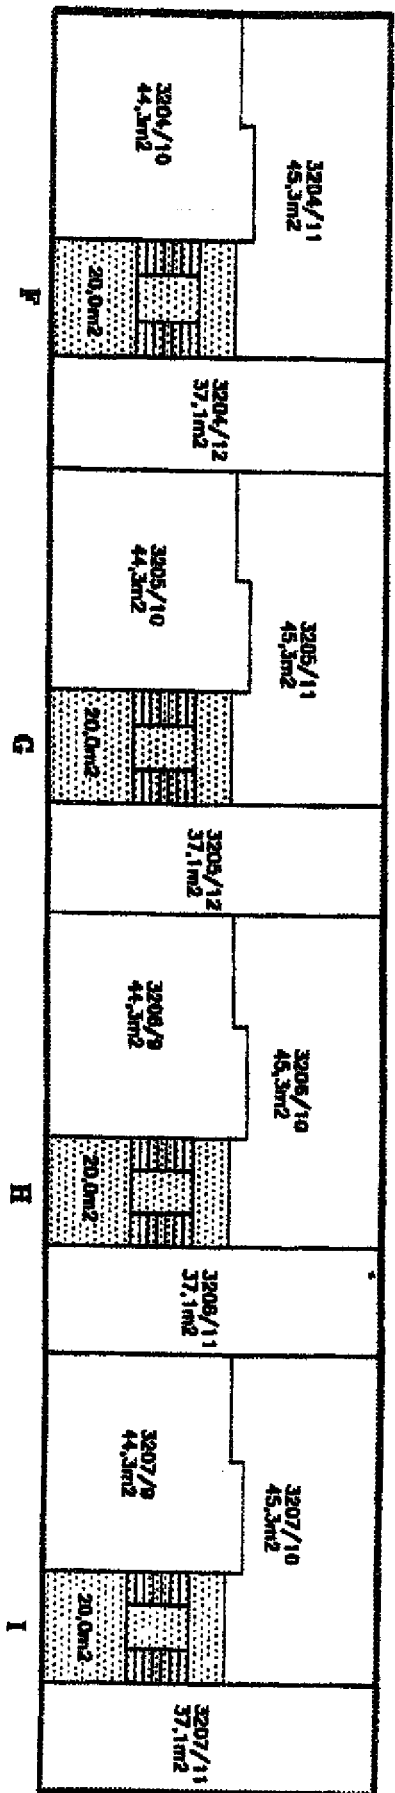 3204/11
45,3m2
3204/10
44,3m2
20,0m2
F
3204/12
37,1m2
3205/11
45,3m2
3205/10
44,3m2
20,0m2
G
3205/12
37,1m2
3206/10
45,3m2
3206/9
44,3m2
20,0m2
H
3206/11
37,1m2
3207/10
45,3m2
3207/9
44,3m2
20,0m2
I
3207/11
37,1m2